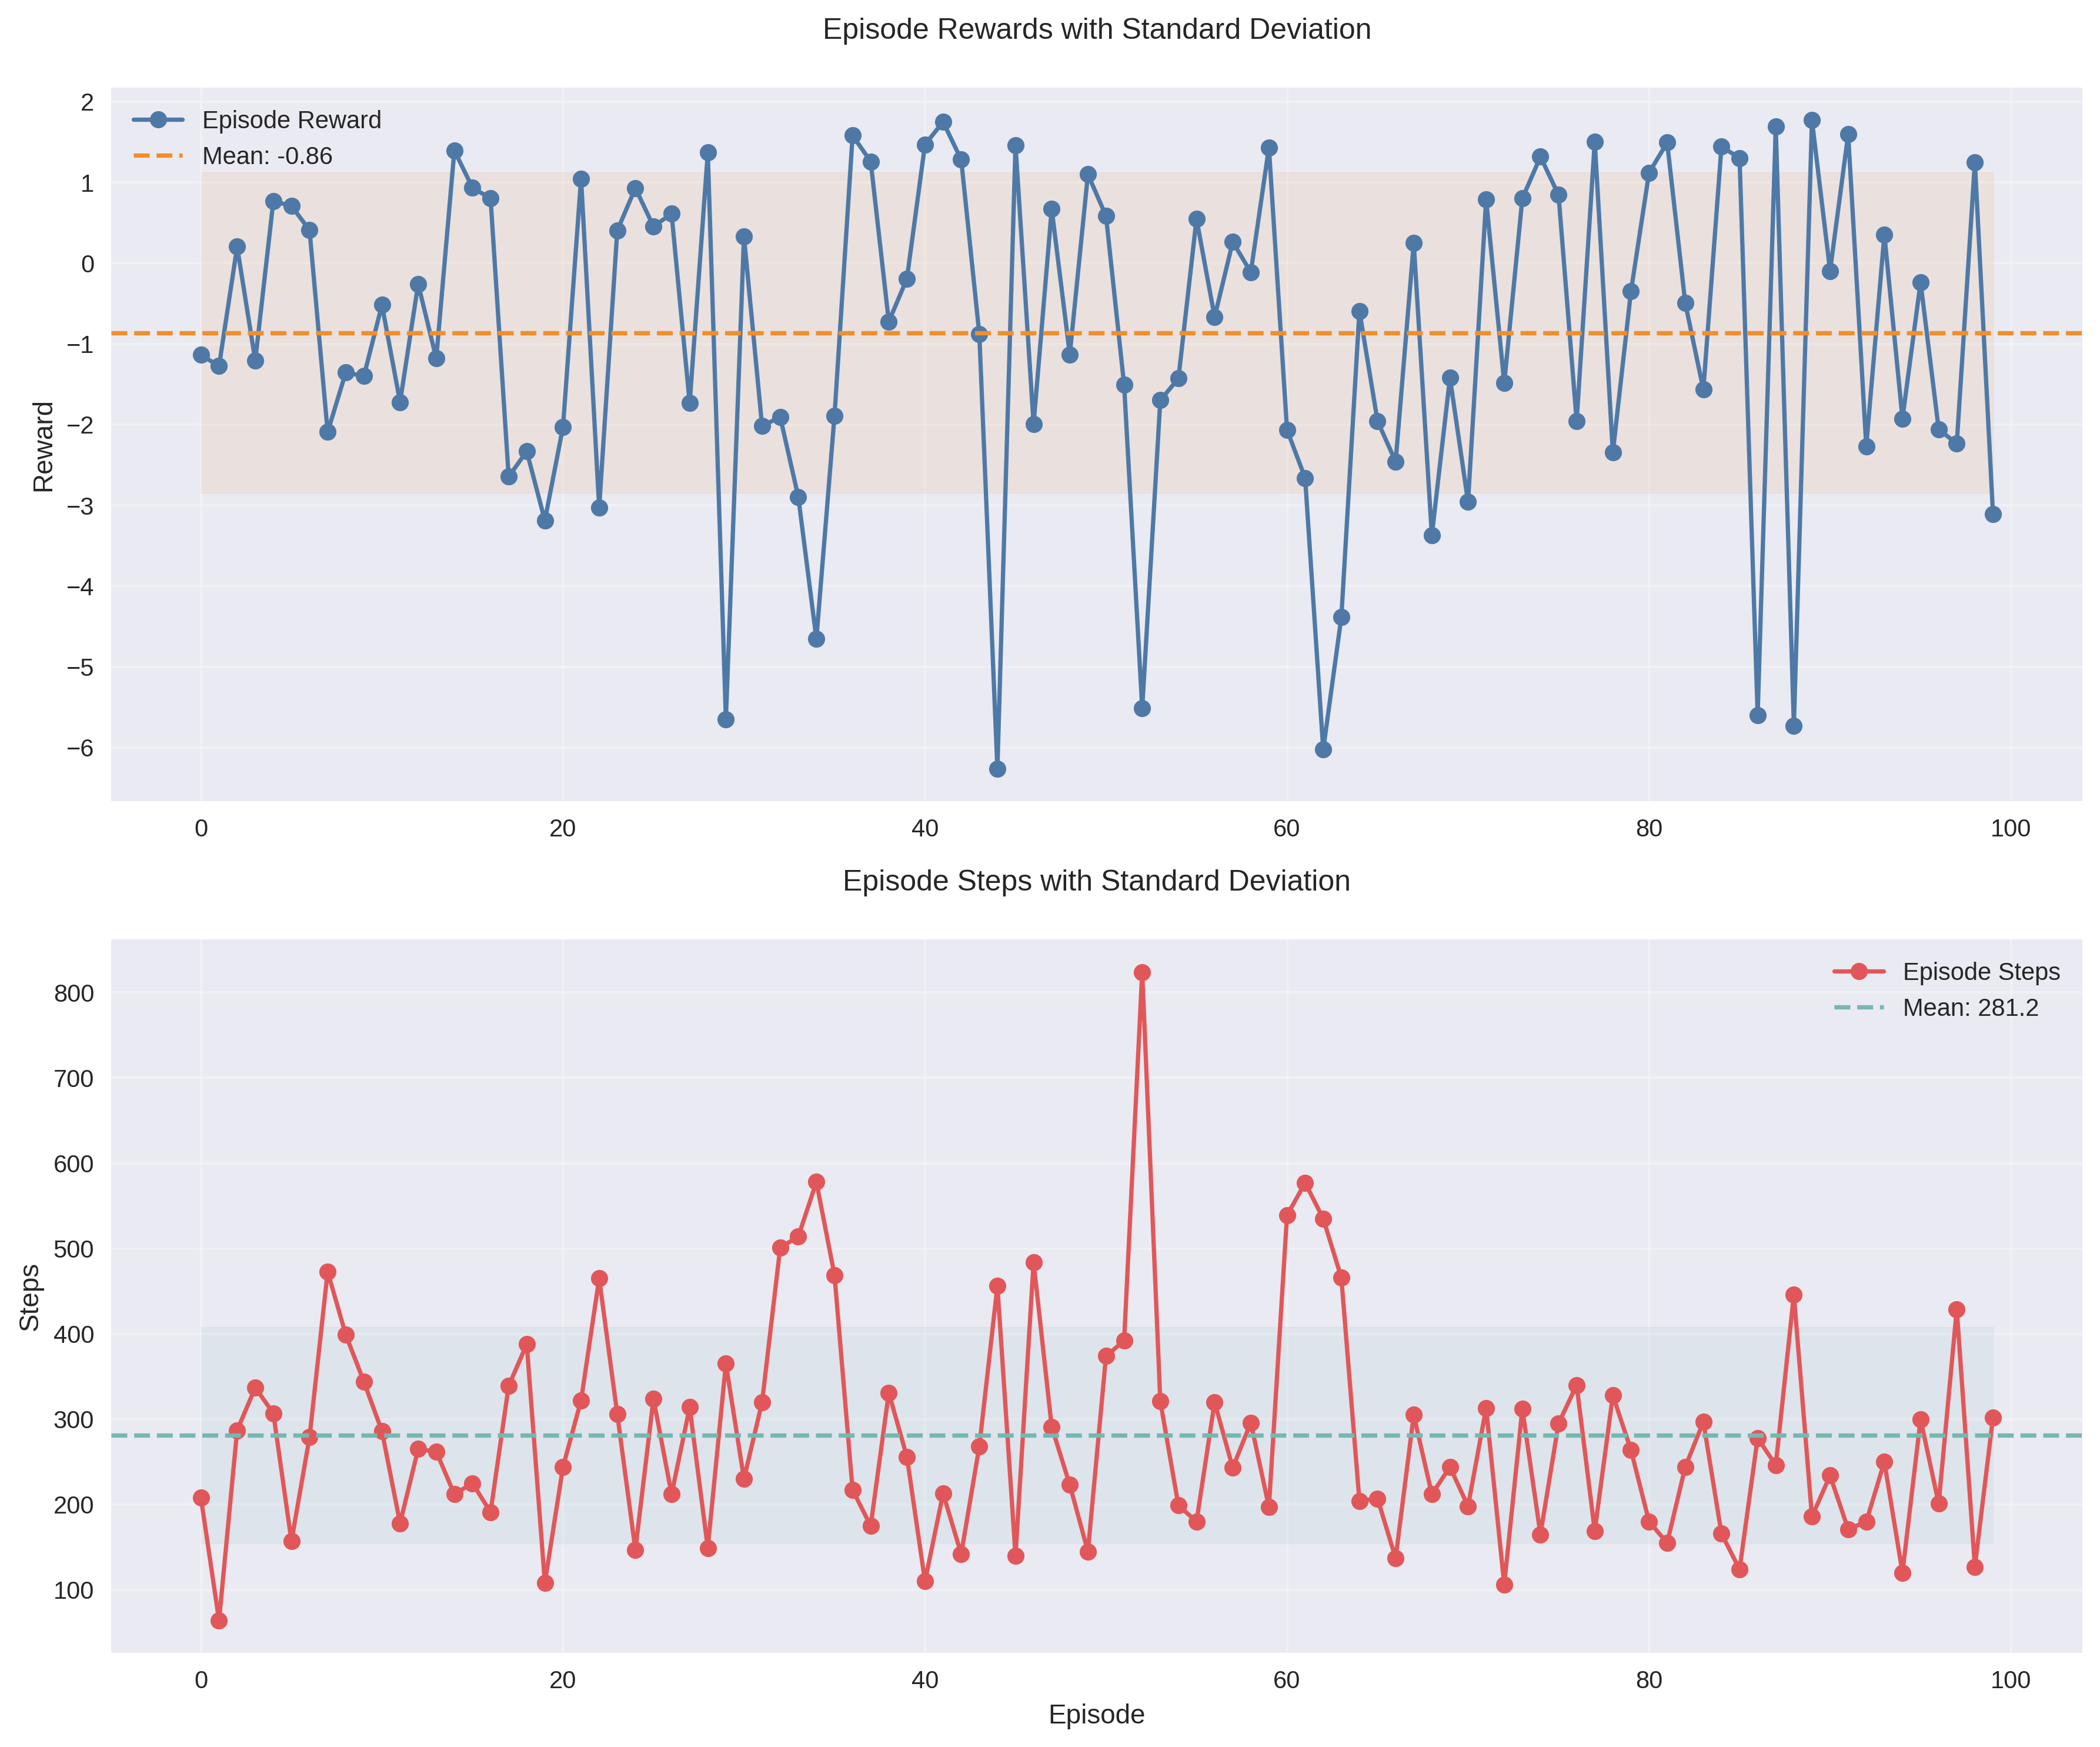 Episode Rewards with Standard Deviation
Episode Reward
Mean: -0.86
2
1
0
−1
−2
−3
−4
−5
−6
Reward
0 20 40 60 80 100
Episode Steps with Standard Deviation
Episode Steps
Mean: 281.2
800
700
600
500
400
300
200
100
Steps
0 20 40 60 80 100
Episode